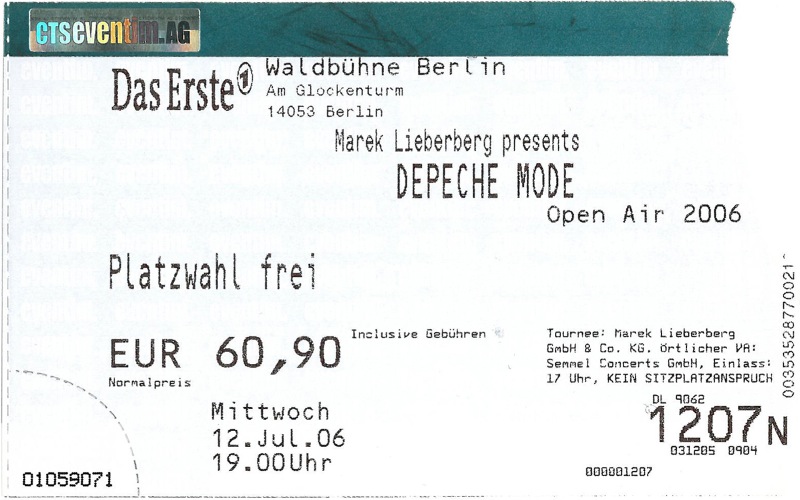 CTSeventim.AG
Das Erste
Waldbühne Berlin
Am Glockenturm
14053 Berlin
Marek Lieberberg presents
DEPECHE MODE
Open Air 2006
Platzwahl frei
EUR 60,90
Inclusive Gebühren
Normalpreis
Tournee: Marek Lieberberg
GmbH & Co. KG. örtlicher VA:
Semmel Concerts GmbH, Einlass:
17 Uhr, KEIN SITZPLATZANSPRUCH
Mittwoch
12.Jul.06
19.00Uhr
DL 9062
1207N
031205 0904
000001207
01059071